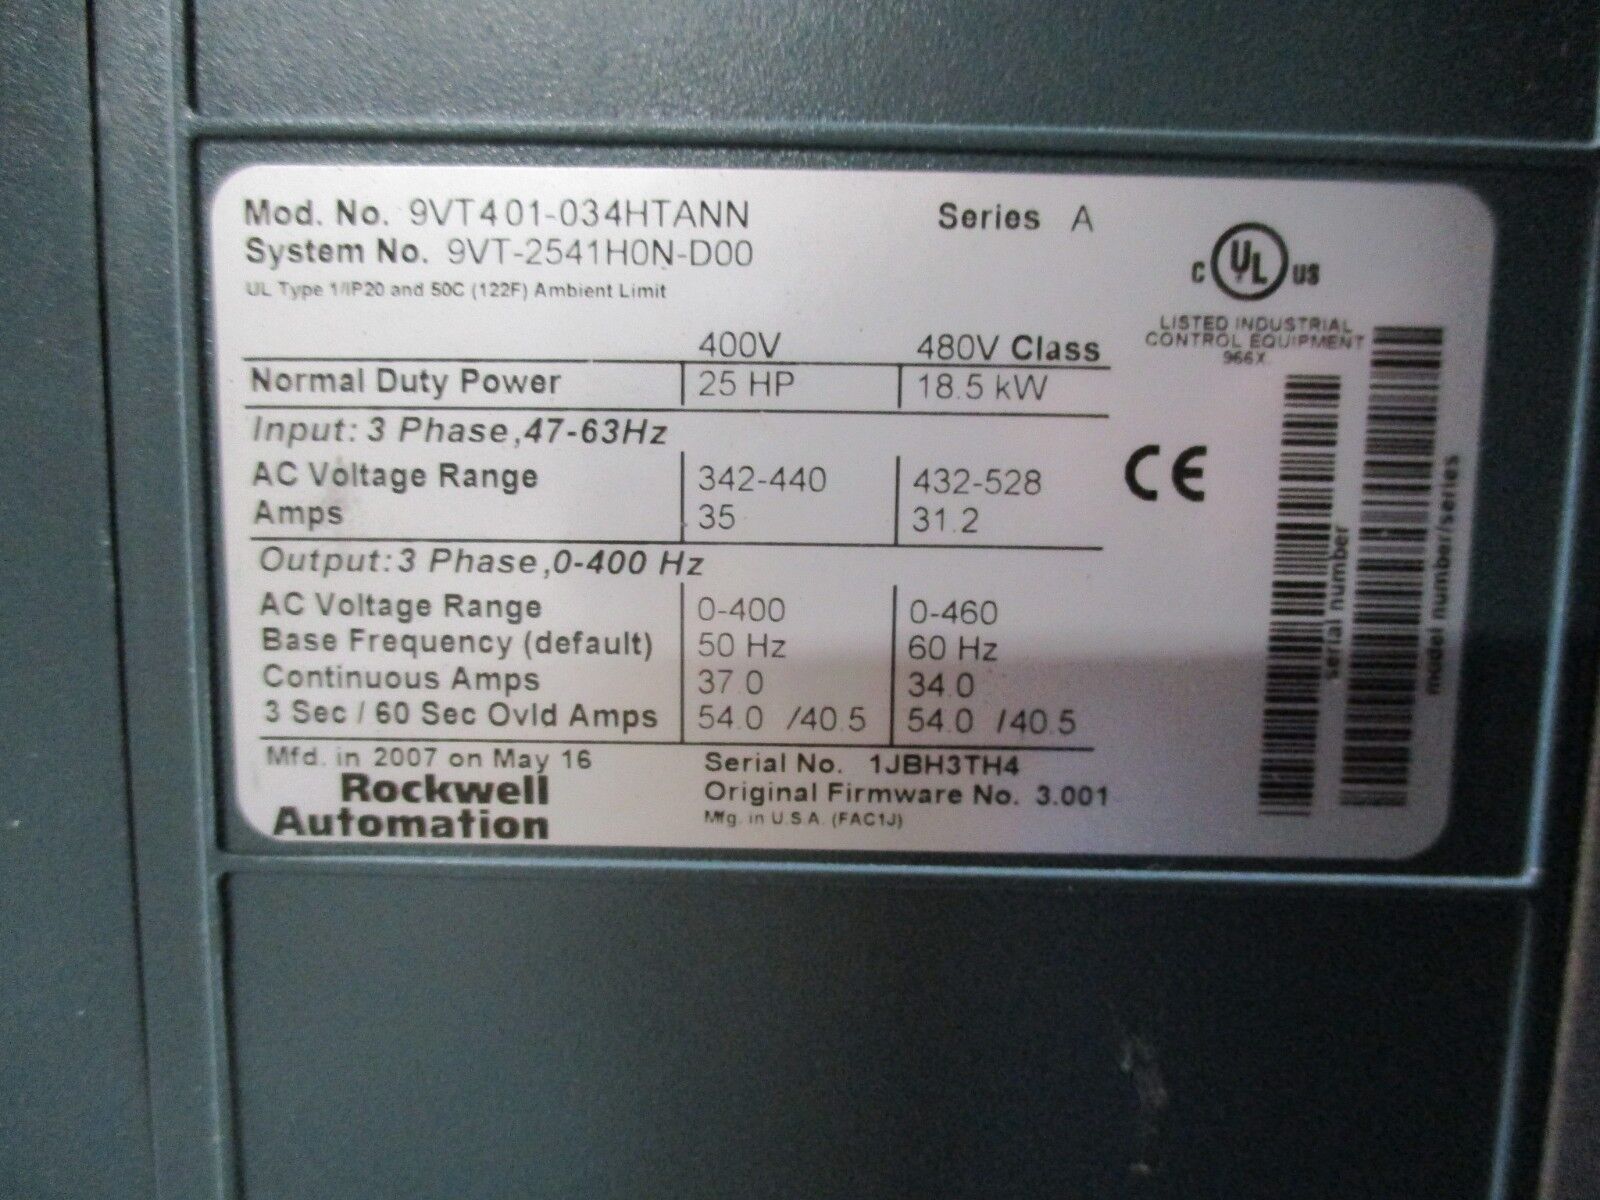 Mod. No. 9VT401-034HTANN Series A
System No. 9VT-2541H0N-D00
UL Type 1/IP20 and 50C (122F) Ambient Limit
C UL US
LISTED INDUSTRIAL
CONTROL EQUIPMENT
966X
400V 480V Class
Normal Duty Power 25 HP 18.5 kW
Input: 3 Phase,47-63Hz
AC Voltage Range 342-440 432-528
Amps 35 31.2
CE
Output:3 Phase,0-400 Hz
AC Voltage Range 0-400 0-460
Base Frequency (default) 50 Hz 60 Hz
Continuous Amps 37.0 34.0
3 Sec / 60 Sec Ovld Amps 54.0 /40.5 54.0 /40.5
Mfd. in 2007 on May 16
Rockwell
Automation
Serial No. 1JBH3TH4
Original Firmware No. 3.001
Mfg. in U.S.A. (FAC1J)
serial number
model number/series